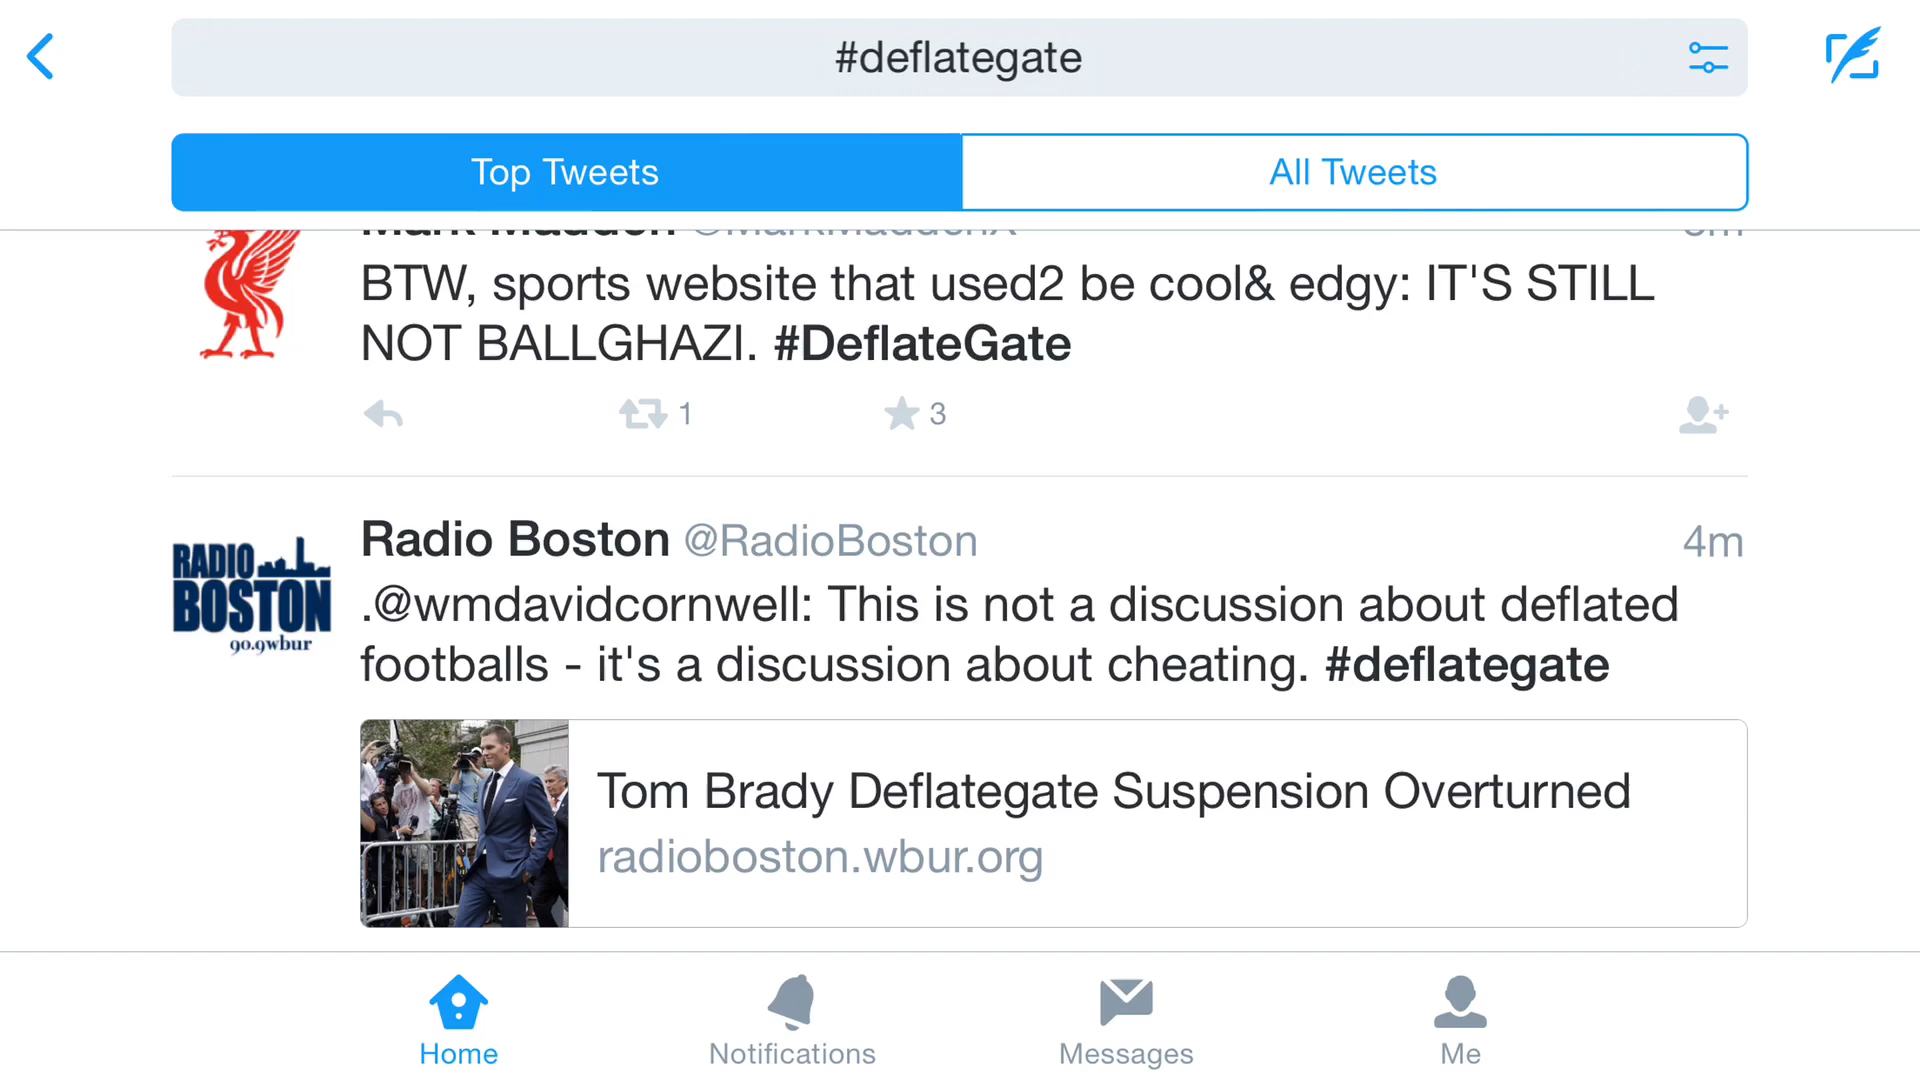 #deflategate
Top Tweets
All Tweets
BTW, sports website that used2 be cool& edgy: IT'S STILL
NOT BALLGHAZI. #DeflateGate
1
3
Radio Boston @RadioBoston
4m
RADIO
BOSTON
90.9wbur
.@wmdavidcornwell: This is not a discussion about deflated
footballs - it's a discussion about cheating. #deflategate
Tom Brady Deflategate Suspension Overturned
radioboston.wbur.org
Home
Notifications
Messages
Me